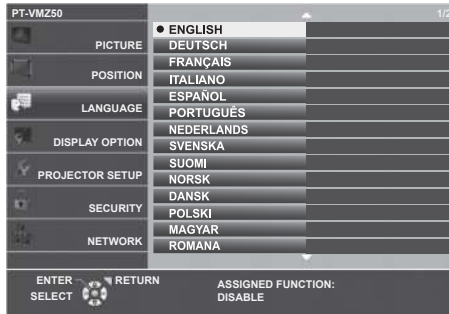 PT-VMZ50
1/2
PICTURE
POSITION
LANGUAGE
DISPLAY OPTION
PROJECTOR SETUP
SECURITY
NETWORK
ENGLISH
DEUTSCH
FRANÇAIS
ITALIANO
ESPAÑOL
PORTUGUÊS
NEDERLANDS
SVENSKA
SUOMI
NORSK
DANSK
POLSKI
MAGYAR
ROMANA
ENTER
RETURN
SELECT
ASSIGNED FUNCTION:
DISABLE